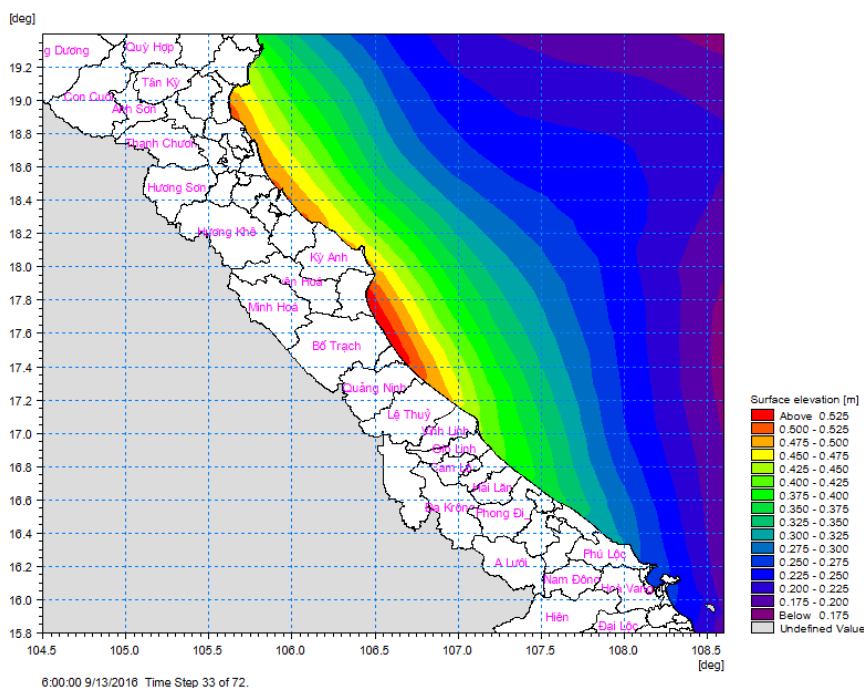 [deg]
g Dương
Quỳ Hợp
19.2
Tân Kỳ
Con Cuôi
19.0
Anh Sơn
18.8
Thanh Chươn
18.6
Hương Sơn
18.4
Hương Khê
18.2
Kỳ Anh
18.0
17.8
Minh Hoá
17.6
Bố Trạch
17.4
Quảng Ninh
17.2
Lệ Thuỷ
17.0
Vĩnh Linh
Gio Linh
16.8
Cam Lộ
Hải Lăn
16.6
Đa Krông
Phong Đi
16.4
Phú Lộc
16.2
A Lưới
Nam Đông
Hoà Vang
16.0
Hiên
Đại Lộc
15.8
104.5 105.0 105.5 106.0 106.5 107.0 107.5 108.0 108.5
[deg]
Surface elevation [m]
Above 0.525
0.500 - 0.525
0.475 - 0.500
0.450 - 0.475
0.425 - 0.450
0.400 - 0.425
0.375 - 0.400
0.350 - 0.375
0.325 - 0.350
0.300 - 0.325
0.275 - 0.300
0.250 - 0.275
0.225 - 0.250
0.200 - 0.225
0.175 - 0.200
Below 0.175
Undefined Value
6:00:00 9/13/2016 Time Step 33 of 72.